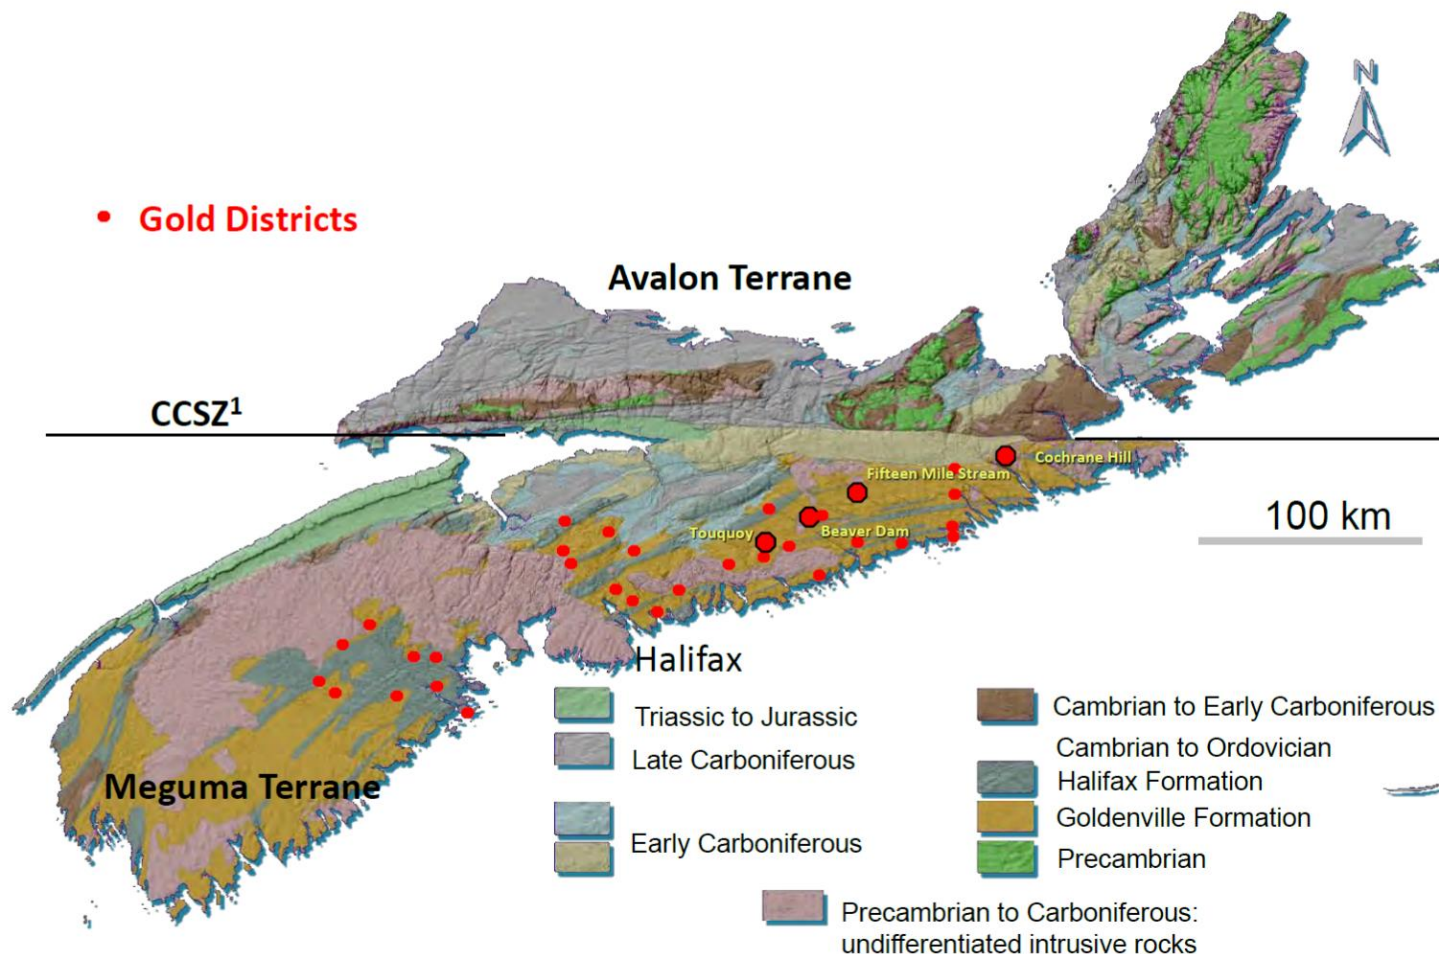 N
Gold Districts
Avalon Terrane
CCSZ1
Cochrane Hill
Fifteen Mile Stream
100 km
Touquoy
Beaver Dam
Halifax
Meguma Terrane
Triassic to Jurassic
Late Carboniferous
Early Carboniferous
Cambrian to Early Carboniferous
Cambrian to Ordovician
Halifax Formation
Goldenville Formation
Precambrian
Precambrian to Carboniferous:
undifferentiated intrusive rocks